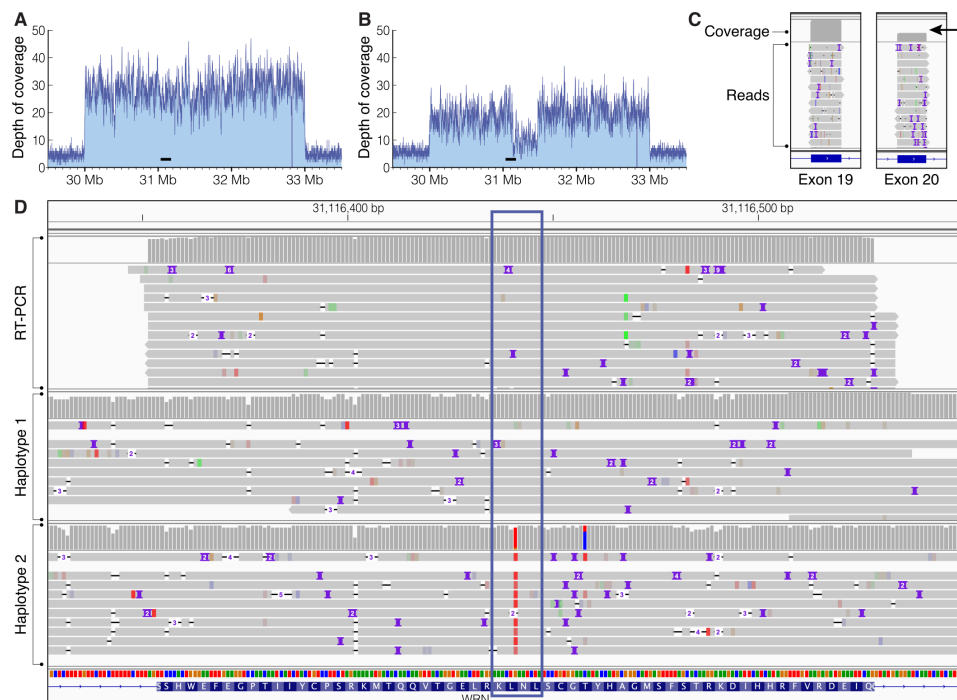 A
50
40
30
20
10
0
Depth of coverage
30 Mb
31 Mb
32 Mb
33 Mb
B
50
40
30
20
10
0
Depth of coverage
30 Mb
31 Mb
32 Mb
33 Mb
C
Coverage
Reads
Exon 19
Exon 20
D
31,116,400 bp
31,116,500 bp
RT-PCR
Haplotype 1
Haplotype 2
S S H W E F E G P T I I Y C P S R K M T Q Q V T G E L R K L N L S C G T Y H A G M S F S T R K D I H H R F V R D E I Q
WRN